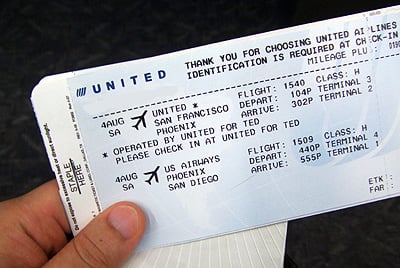 UNITED
THANK YOU FOR CHOOSING UNITED AIRLINES
IDENTIFICATION IS REQUIRED AT CHECK-IN
MILEAGE PLUS
4AUG UNITED * FLIGHT: 1540 CLASS: H
SA SAN FRANCISCO DEPART: 104P TERMINAL 3
PHOENIX ARRIVE: 302P TERMINAL 2
* OPERATED BY UNITED FOR TED
PLEASE CHECK IN AT UNITED FOR TED
4AUG US AIRWAYS FLIGHT: 1509 CLASS: H
SA PHOENIX DEPART: 440P TERMINAL 4
SAN DIEGO ARRIVE: 555P TERMINAL 1
ETK
FAR:
STAPLE
HERE